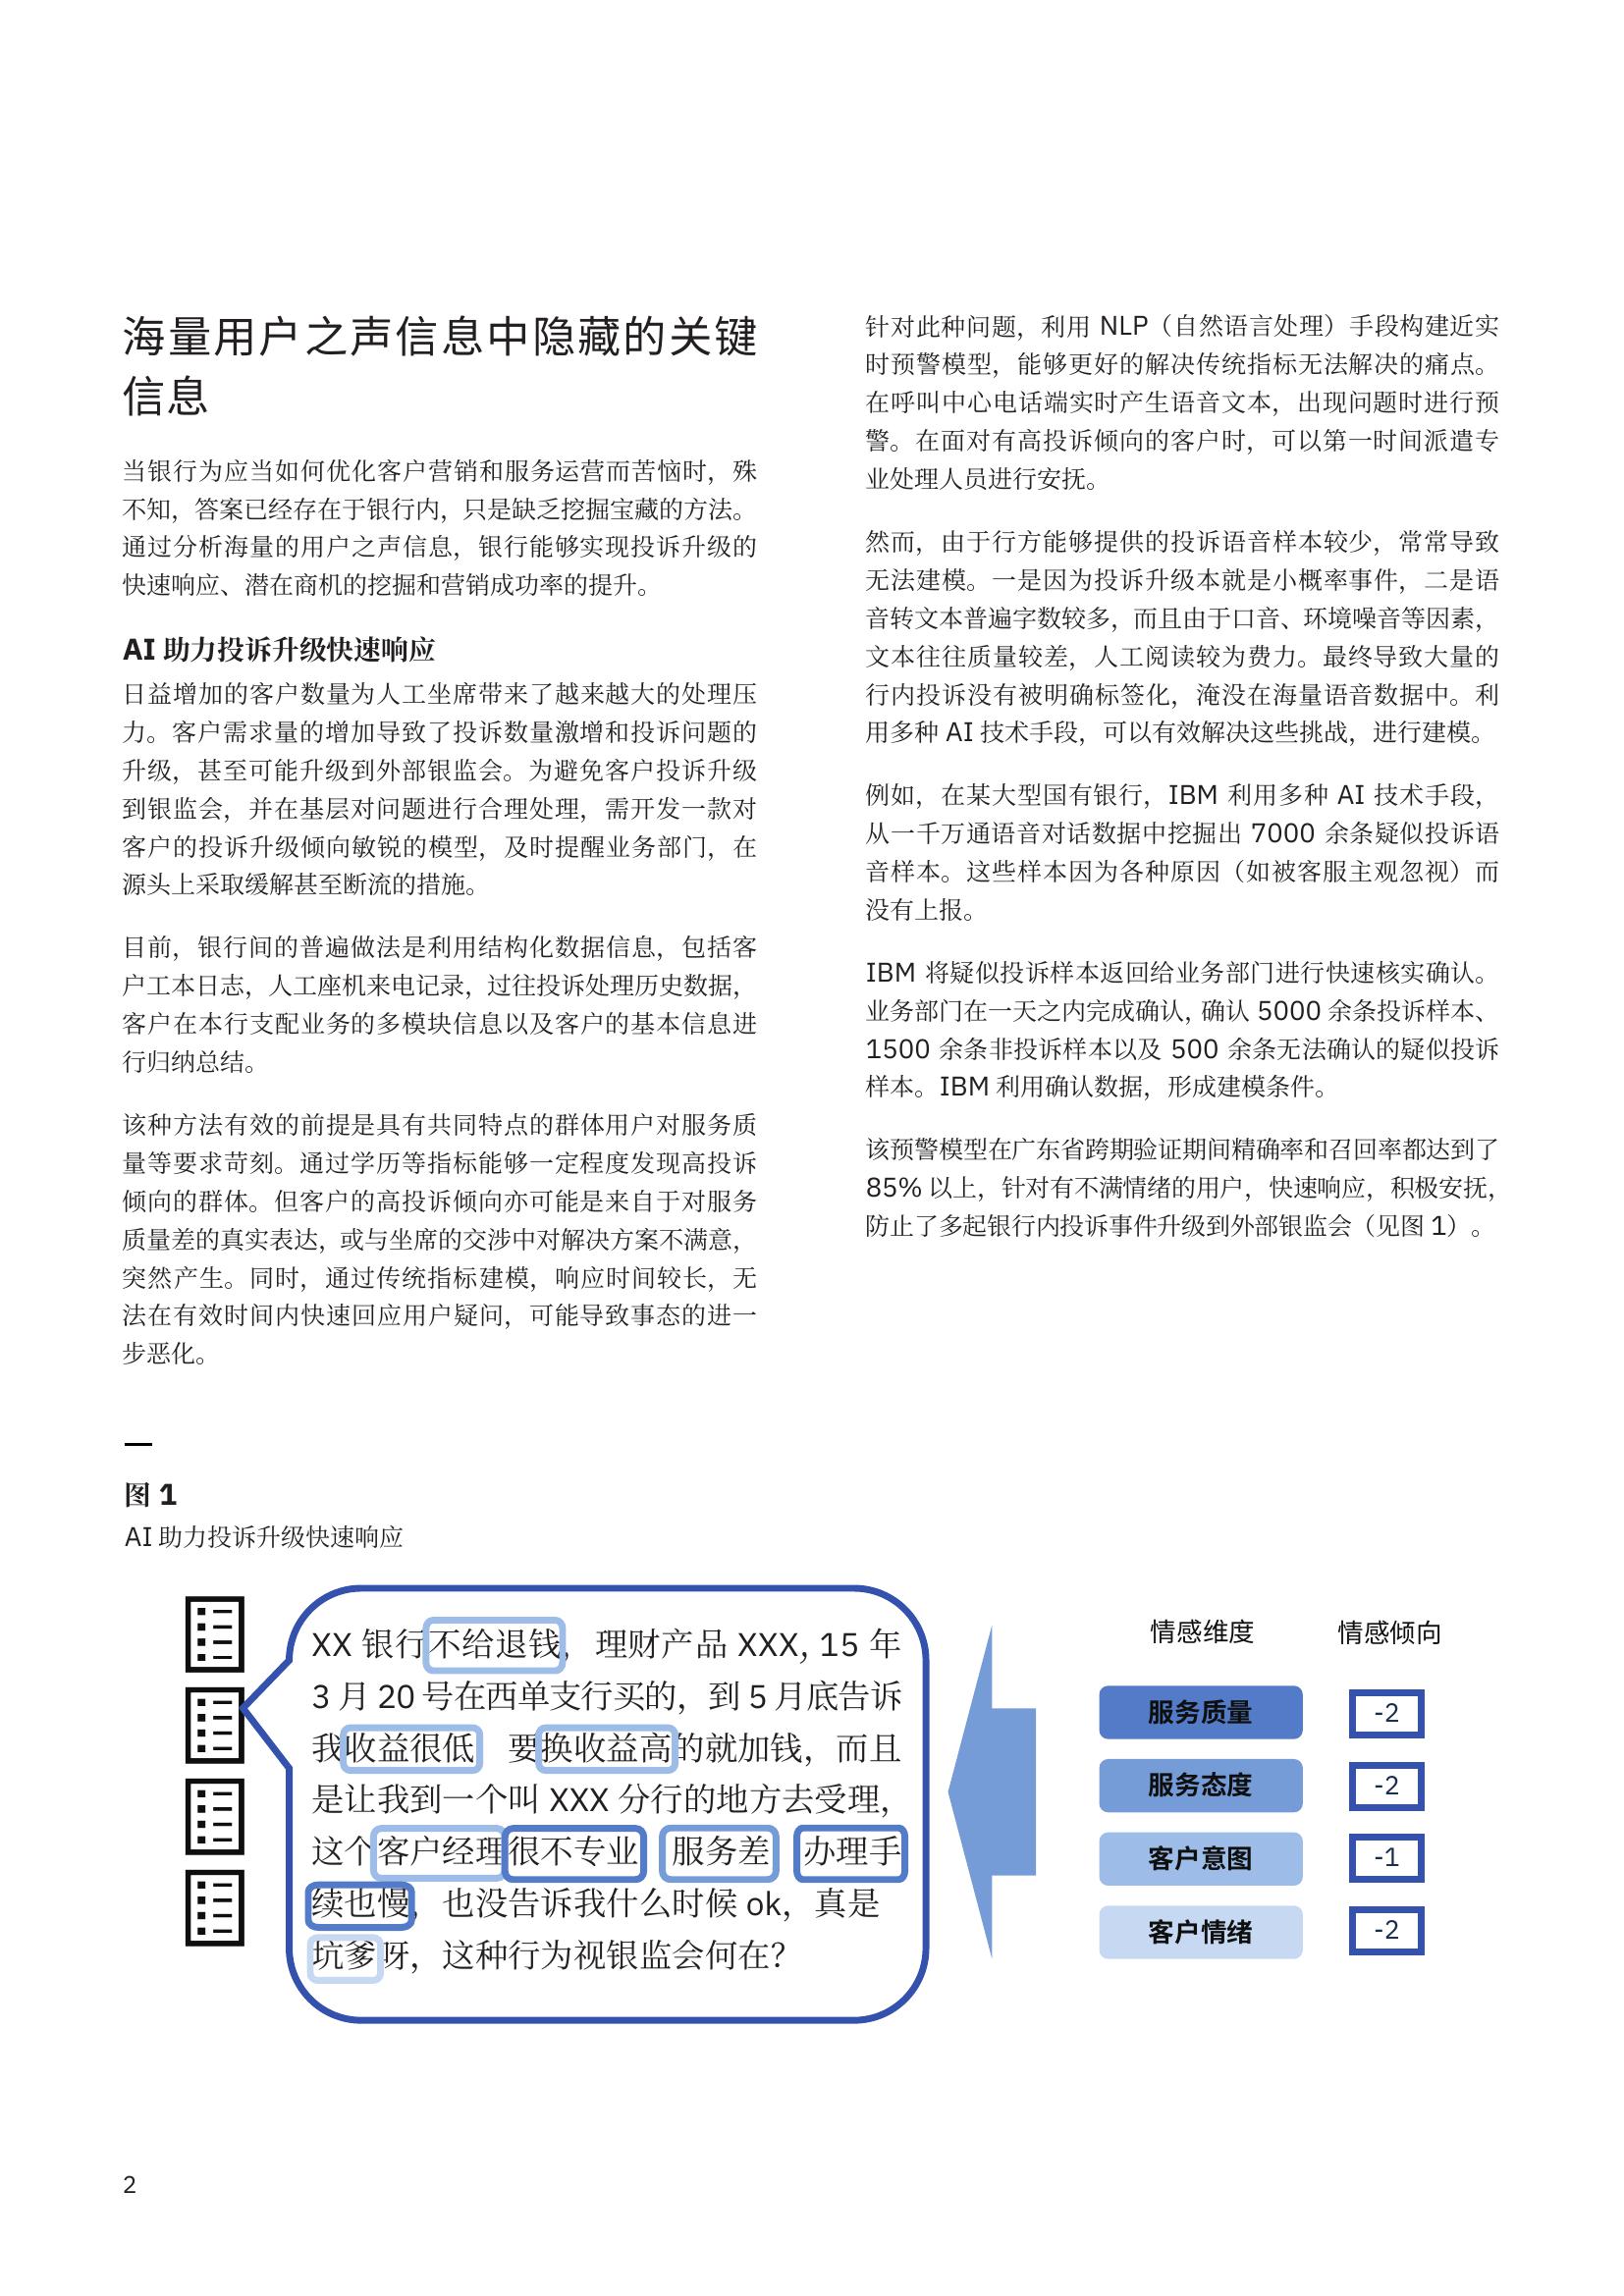 海量用户之声信息中隐藏的关键
信息
当银行为应当如何优化客户营销和服务运营而苦恼时，殊
不知，答案已经存在于银行内，只是缺乏挖掘宝藏的方法。
通过分析海量的用户之声信息，银行能够实现投诉升级的
快速响应、潜在商机的挖掘和营销成功率的提升。
AI 助力投诉升级快速响应
日益增加的客户数量为人工坐席带来了越来越大的处理压
力。客户需求量的增加导致了投诉数量激增和投诉问题的
升级，甚至可能升级到外部银监会。为避免客户投诉升级
到银监会，并在基层对问题进行合理处理，需开发一款对
客户的投诉升级倾向敏锐的模型，及时提醒业务部门，在
源头上采取缓解甚至断流的措施。
目前，银行间的普遍做法是利用结构化数据信息，包括客
户工本日志，人工座机来电记录，过往投诉处理历史数据，
客户在本行支配业务的多模块信息以及客户的基本信息进
行归纳总结。
该种方法有效的前提是具有共同特点的群体用户对服务质
量等要求苛刻。通过学历等指标能够一定程度发现高投诉
倾向的群体。但客户的高投诉倾向亦可能是来自于对服务
质量差的真实表达，或与坐席的交涉中对解决方案不满意，
突然产生。同时，通过传统指标建模，响应时间较长，无
法在有效时间内快速回应用户疑问，可能导致事态的进一
步恶化。
针对此种问题，利用 NLP（自然语言处理）手段构建近实
时预警模型，能够更好的解决传统指标无法解决的痛点。
在呼叫中心电话端实时产生语音文本，出现问题时进行预
警。在面对有高投诉倾向的客户时，可以第一时间派遣专
业处理人员进行安抚。
然而，由于行方能够提供的投诉语音样本较少，常常导致
无法建模。一是因为投诉升级本就是小概率事件，二是语
音转文本普遍字数较多，而且由于口音、环境噪音等因素，
文本往往质量较差，人工阅读较为费力。最终导致大量的
行内投诉没有被明确标签化，淹没在海量语音数据中。利
用多种 AI 技术手段，可以有效解决这些挑战，进行建模。
例如，在某大型国有银行，IBM 利用多种 AI 技术手段，
从一千万通语音对话数据中挖掘出 7000 余条疑似投诉语
音样本。这些样本因为各种原因（如被客服主观忽视）而
没有上报。
IBM 将疑似投诉样本返回给业务部门进行快速核实确认。
业务部门在一天之内完成确认，确认 5000 余条投诉样本、
1500 余条非投诉样本以及 500 余条无法确认的疑似投诉
样本。IBM 利用确认数据，形成建模条件。
该预警模型在广东省跨期验证期间精确率和召回率都达到了
85% 以上，针对有不满情绪的用户，快速响应，积极安抚，
防止了多起银行内投诉事件升级到外部银监会（见图 1）。
图 1
AI 助力投诉升级快速响应
XX 银行不给退钱，理财产品 XXX, 15 年
3 月 20 号在西单支行买的，到 5 月底告诉
我收益很低 要换收益高的就加钱，而且
是让我到一个叫 XXX 分行的地方去受理，
这个客户经理很不专业 服务差 办理手
续也慢，也没告诉我什么时候 ok，真是
坑爹呀，这种行为视银监会何在？
情感维度 情感倾向
服务质量 -2
服务态度 -2
客户意图 -1
客户情绪 -2
2